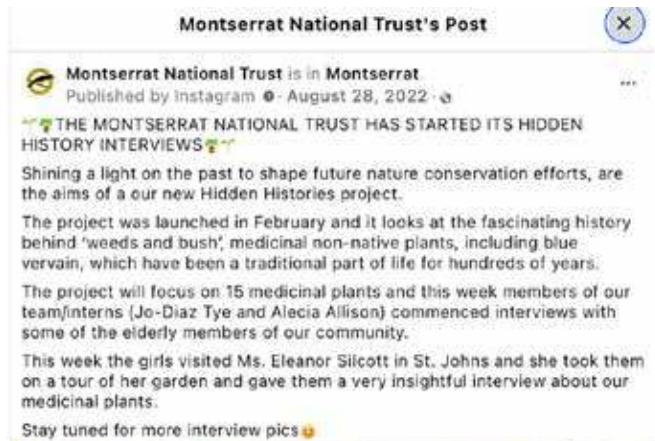 Montserrat National Trust's Post
Montserrat National Trust is in Montserrat.
Published by Instagram · August 28, 2022 ·
🌱🌴THE MONTSERRAT NATIONAL TRUST HAS STARTED ITS HIDDEN
HISTORY INTERVIEWS🌴🌱
Shining a light on the past to shape future nature conservation efforts, are
the aims of a our new Hidden Histories project.
The project was launched in February and it looks at the fascinating history
behind 'weeds and bush', medicinal non-native plants, including blue
vervain, which have been a traditional part of life for hundreds of years.
The project will focus on 15 medicinal plants and this week members of our
team/interns (Jo-Diaz Tye and Alecia Allison) commenced interviews with
some of the elderly members of our community.
This week the girls visited Ms. Eleanor Silcott in St. Johns and she took them
on a tour of her garden and gave them a very insightful interview about our
medicinal plants.
Stay tuned for more interview pics😀